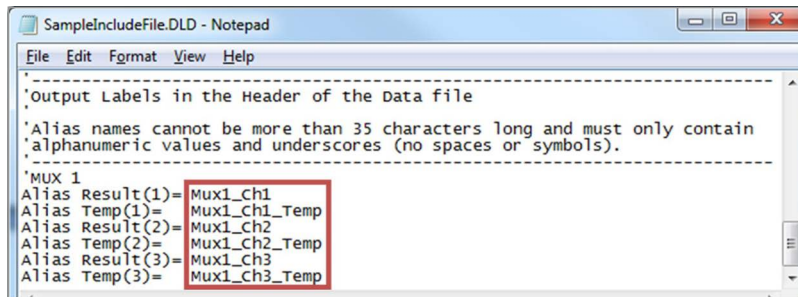 SampleIncludeFile.DLD - Notepad
File Edit Format View Help
'---------------------------------------------------------------------------
'Output Labels in the Header of the Data file
'
'Alias names cannot be more than 35 characters long and must only contain
'alphanumeric values and underscores (no spaces or symbols).
'---------------------------------------------------------------------------
'MUX 1
Alias Result(1)= Mux1_Ch1
Alias Temp(1)= Mux1_Ch1_Temp
Alias Result(2)= Mux1_Ch2
Alias Temp(2)= Mux1_Ch2_Temp
Alias Result(3)= Mux1_Ch3
Alias Temp(3)= Mux1_Ch3_Temp